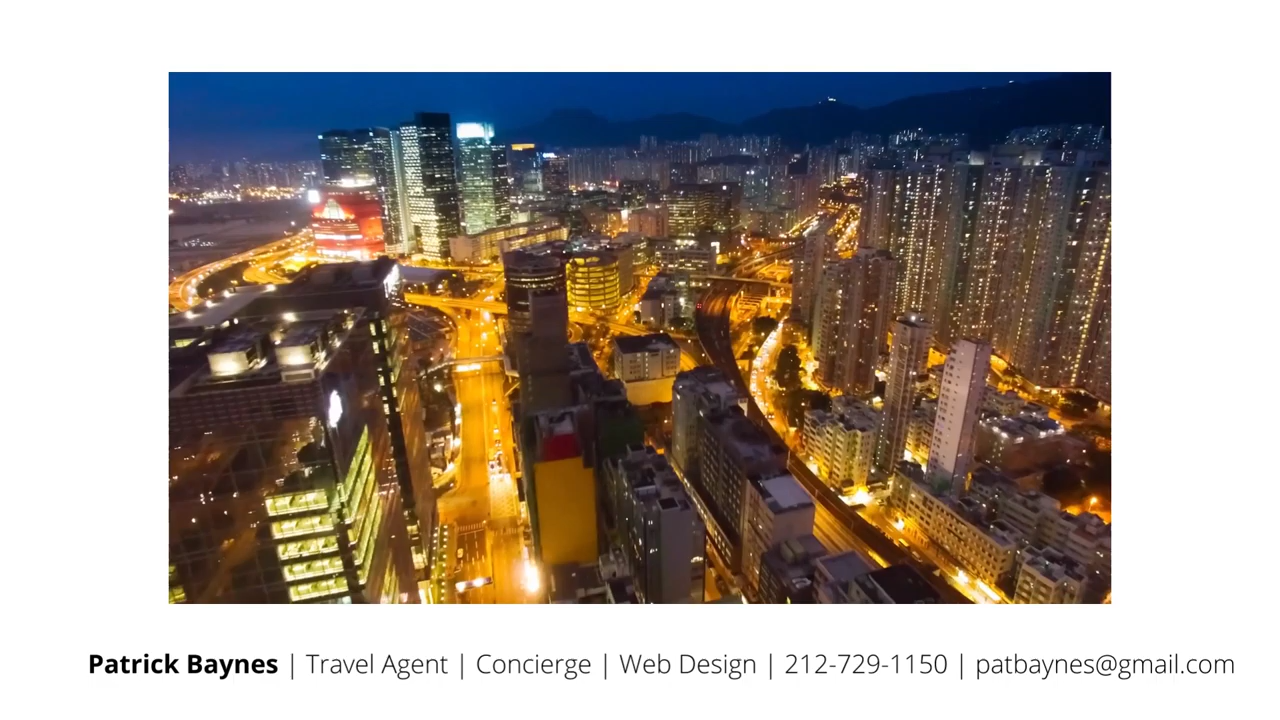 Patrick Baynes | Travel Agent | Concierge | Web Design | 212-729-1150 | patbaynes@gmail.com